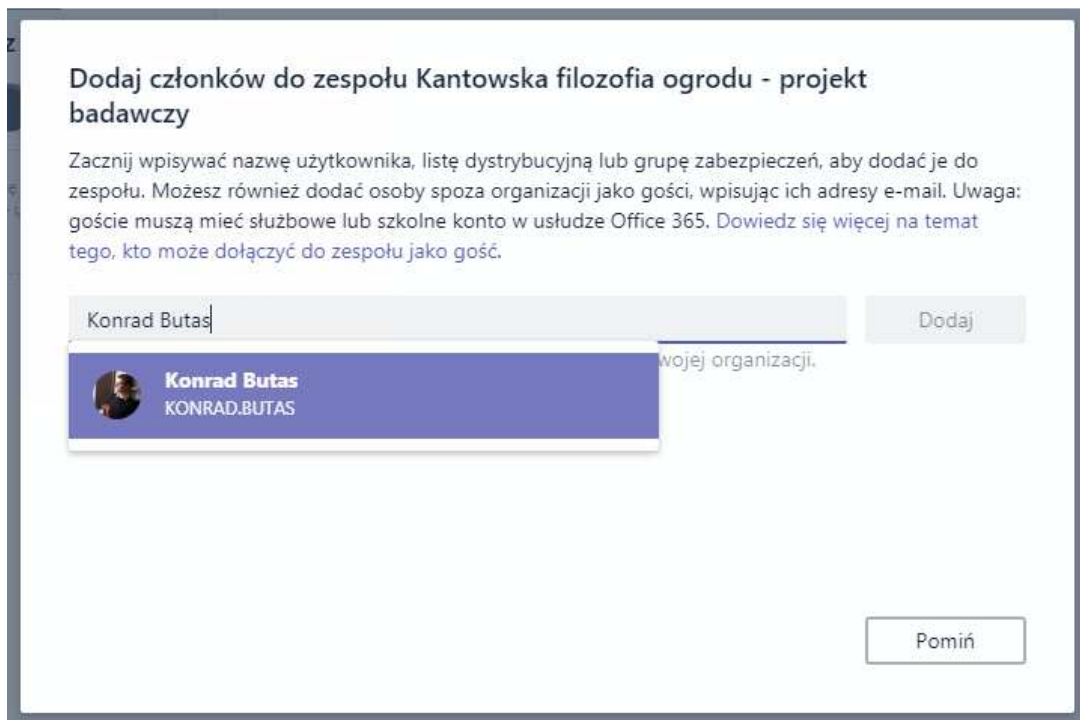 z
Dodaj członków do zespołu Kantowska filozofia ogrodu - projekt
badawczy
Zacznij wpisywać nazwę użytkownika, listę dystrybucyjną lub grupę zabezpieczeń, aby dodać je do
zespołu. Możesz również dodać osoby spoza organizacji jako gości, wpisując ich adresy e-mail. Uwaga:
goście muszą mieć służbowe lub szkolne konto w usłudze Office 365. Dowiedz się więcej na temat
tego, kto może dołączyć do zespołu jako gość.
Konrad Butas
Dodaj
wojej organizacji.
Konrad Butas
KONRAD.BUTAS
Pomiń